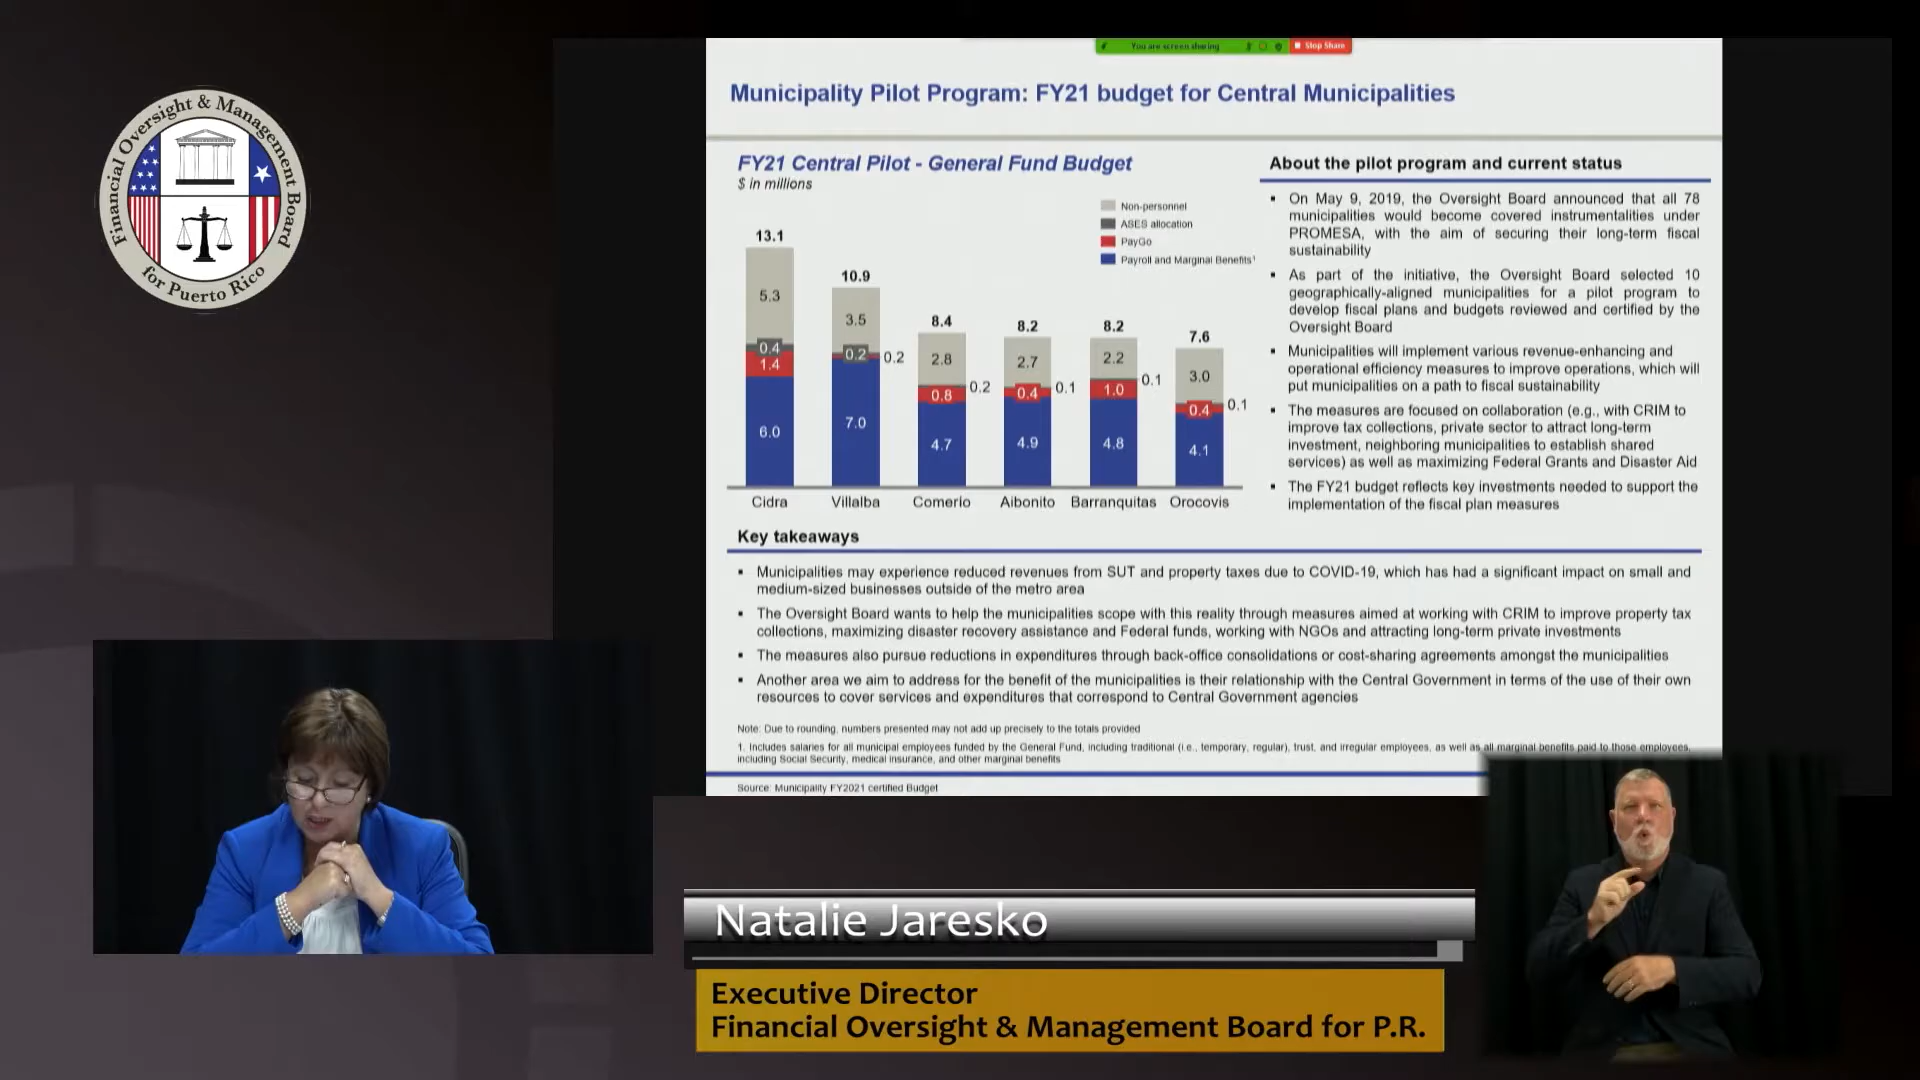 Financial Oversight & Management Board
for Puerto Rico
You are screen sharing
Stop Share
Municipality Pilot Program: FY21 budget for Central Municipalities
FY21 Central Pilot - General Fund Budget
$ in millions
Non-personnel
ASES allocation
PayGo
Payroll and Marginal Benefits¹
13.1
5.3
0.4
1.4
6.0
10.9
3.5
0.2
0.2
7.0
8.4
2.8
0.2
0.8
4.7
8.2
2.7
0.1
0.4
4.9
8.2
2.2
0.1
1.0
4.8
7.6
3.0
0.1
0.4
4.1
Cidra
Villalba
Comerio
Aibonito
Barranquitas
Orocovis
About the pilot program and current status
▪ On May 9, 2019, the Oversight Board announced that all 78
municipalities would become covered instrumentalities under
PROMESA, with the aim of securing their long-term fiscal
sustainability
▪ As part of the initiative, the Oversight Board selected 10
geographically-aligned municipalities for a pilot program to
develop fiscal plans and budgets reviewed and certified by the
Oversight Board
▪ Municipalities will implement various revenue-enhancing and
operational efficiency measures to improve operations, which will
put municipalities on a path to fiscal sustainability
▪ The measures are focused on collaboration (e.g., with CRIM to
improve tax collections, private sector to attract long-term
investment, neighboring municipalities to establish shared
services) as well as maximizing Federal Grants and Disaster Aid
▪ The FY21 budget reflects key investments needed to support the
implementation of the fiscal plan measures
Key takeaways
▪ Municipalities may experience reduced revenues from SUT and property taxes due to COVID-19, which has had a significant impact on small and
medium-sized businesses outside of the metro area
▪ The Oversight Board wants to help the municipalities scope with this reality through measures aimed at working with CRIM to improve property tax
collections, maximizing disaster recovery assistance and Federal funds, working with NGOs and attracting long-term private investments
▪ The measures also pursue reductions in expenditures through back-office consolidations or cost-sharing agreements amongst the municipalities
▪ Another area we aim to address for the benefit of the municipalities is their relationship with the Central Government in terms of the use of their own
resources to cover services and expenditures that correspond to Central Government agencies
Note: Due to rounding, numbers presented may not add up precisely to the totals provided
1. Includes salaries for all municipal employees funded by the General Fund, including traditional (i.e., temporary, regular), trust, and irregular employees, as well as all marginal benefits paid to those employees,
including Social Security, medical insurance, and other marginal benefits
Source: Municipality FY2021 certified Budget
Natalie Jaresko
Executive Director
Financial Oversight & Management Board for P.R.